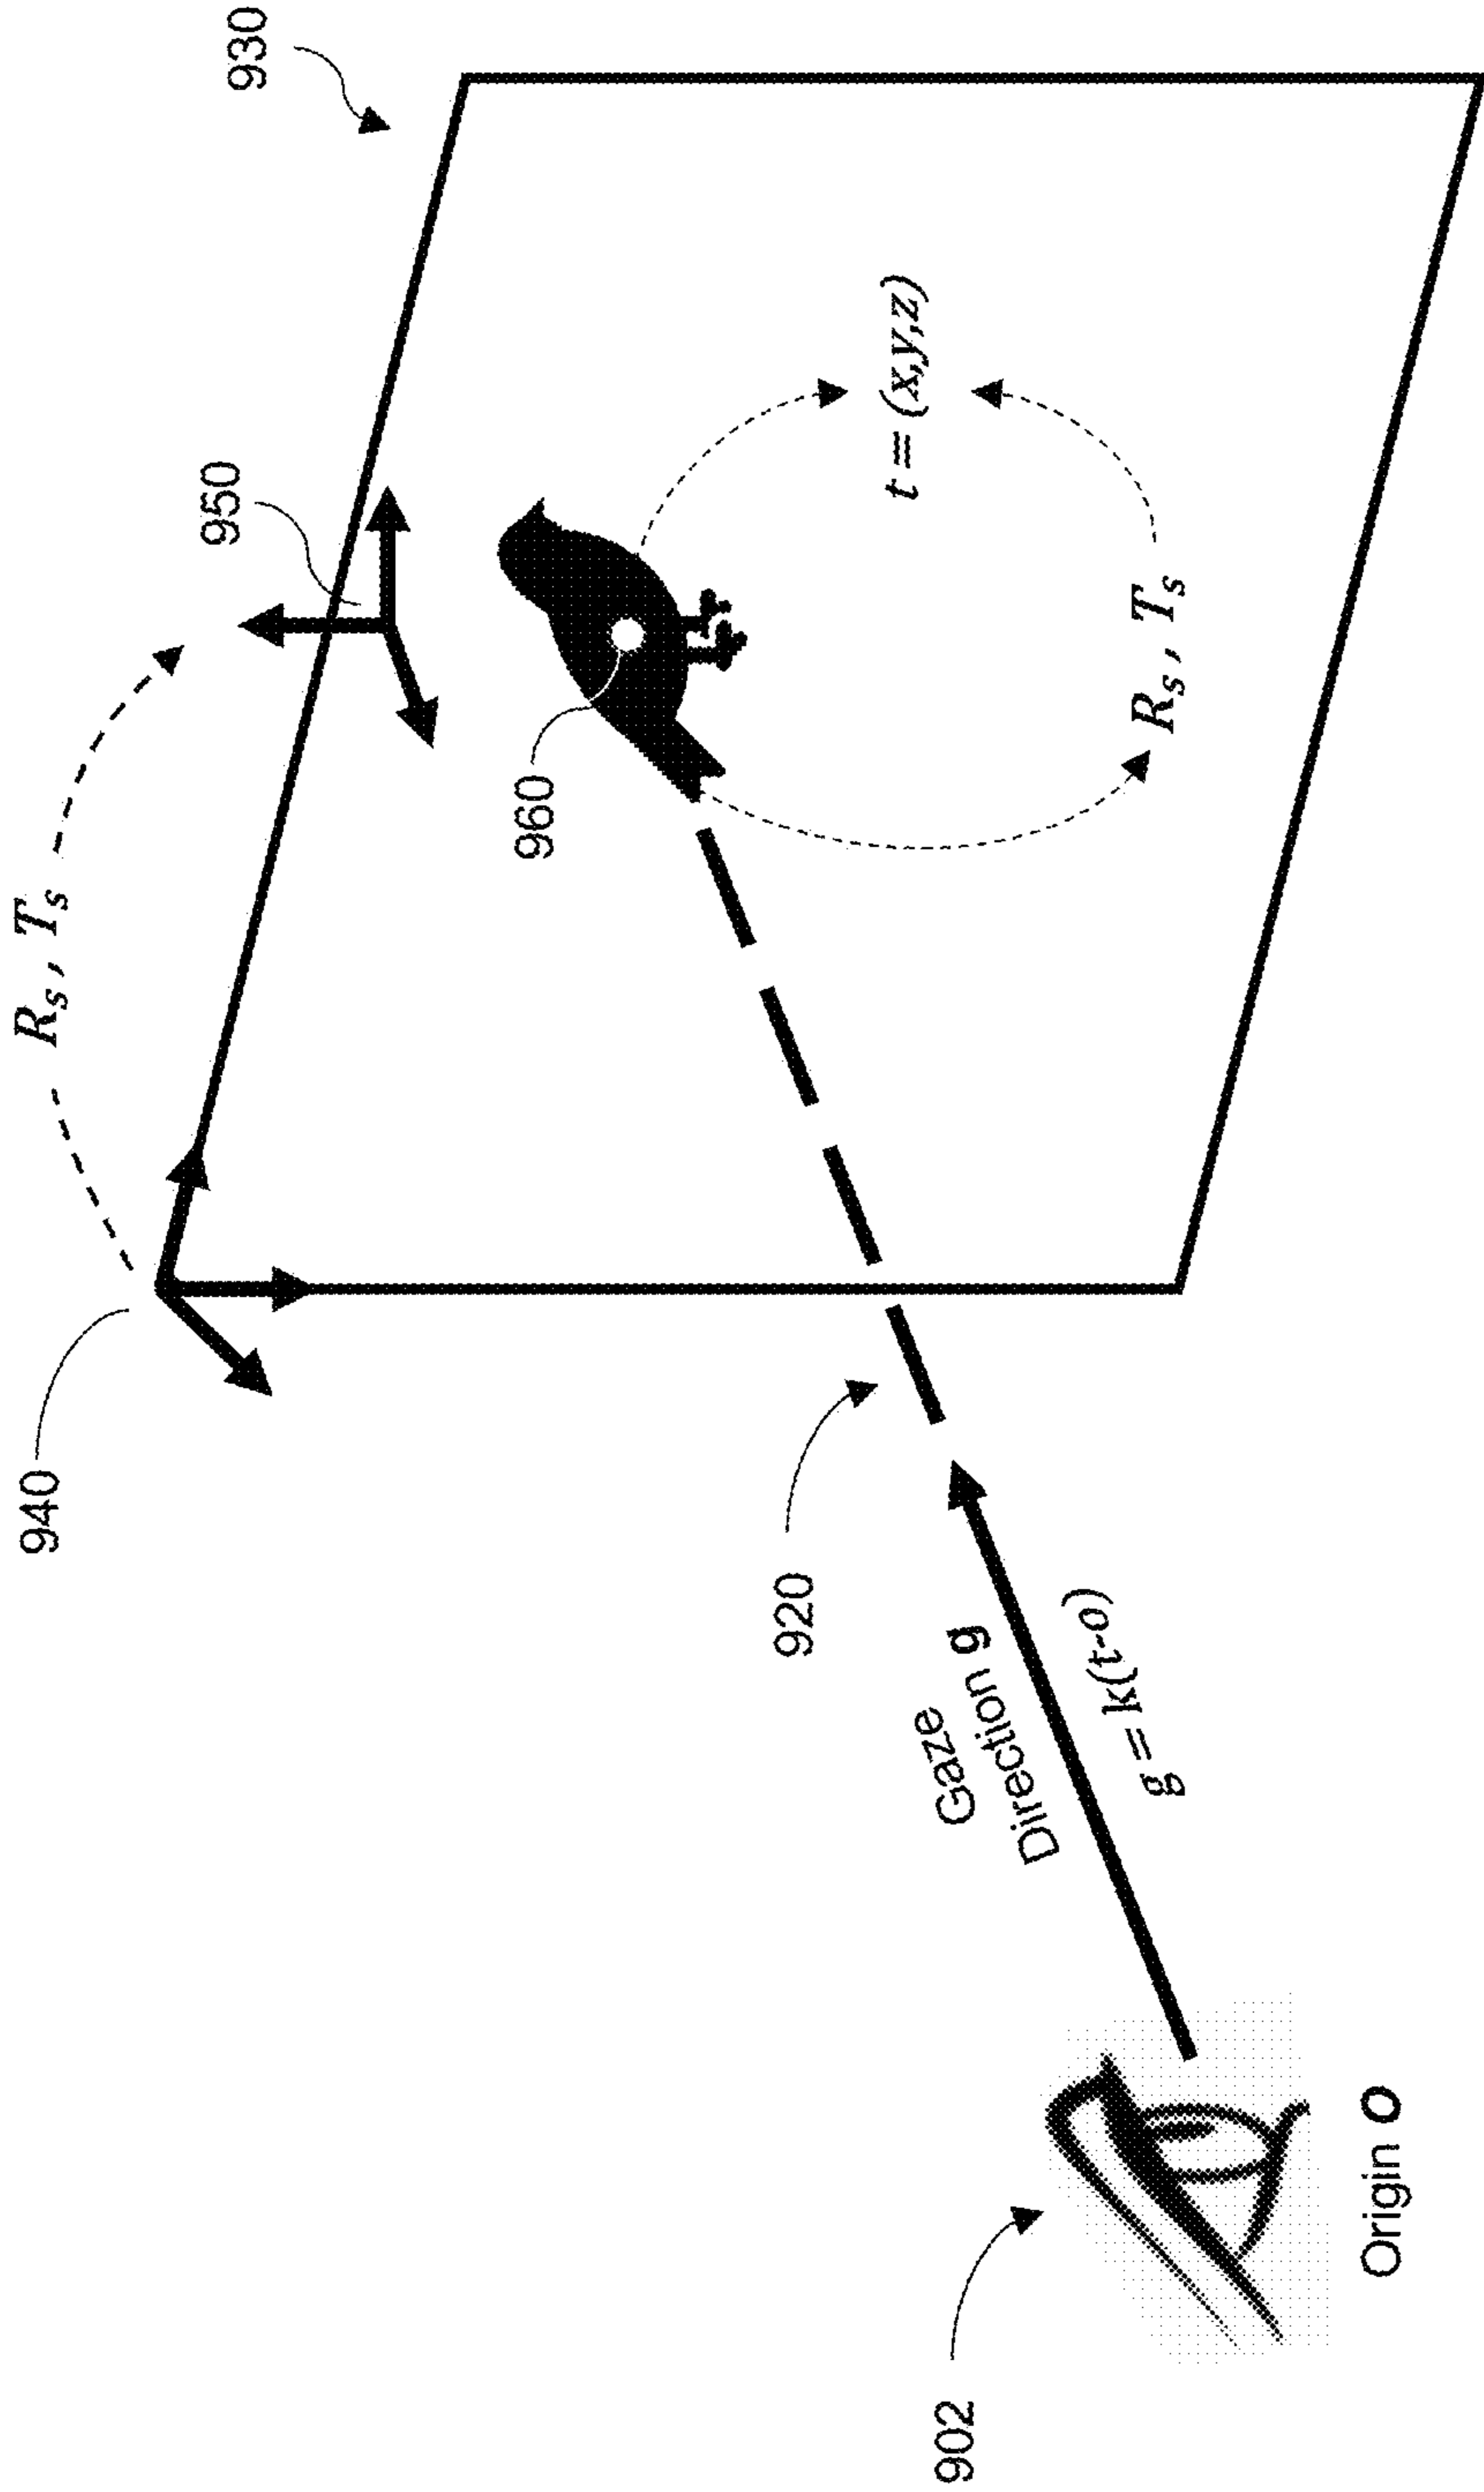 940
R_s , T_s
950
930
960
t = (x,y,z)
R_s , T_s
920
Gaze
Direction g
g = k(t-o)
902
Origin O